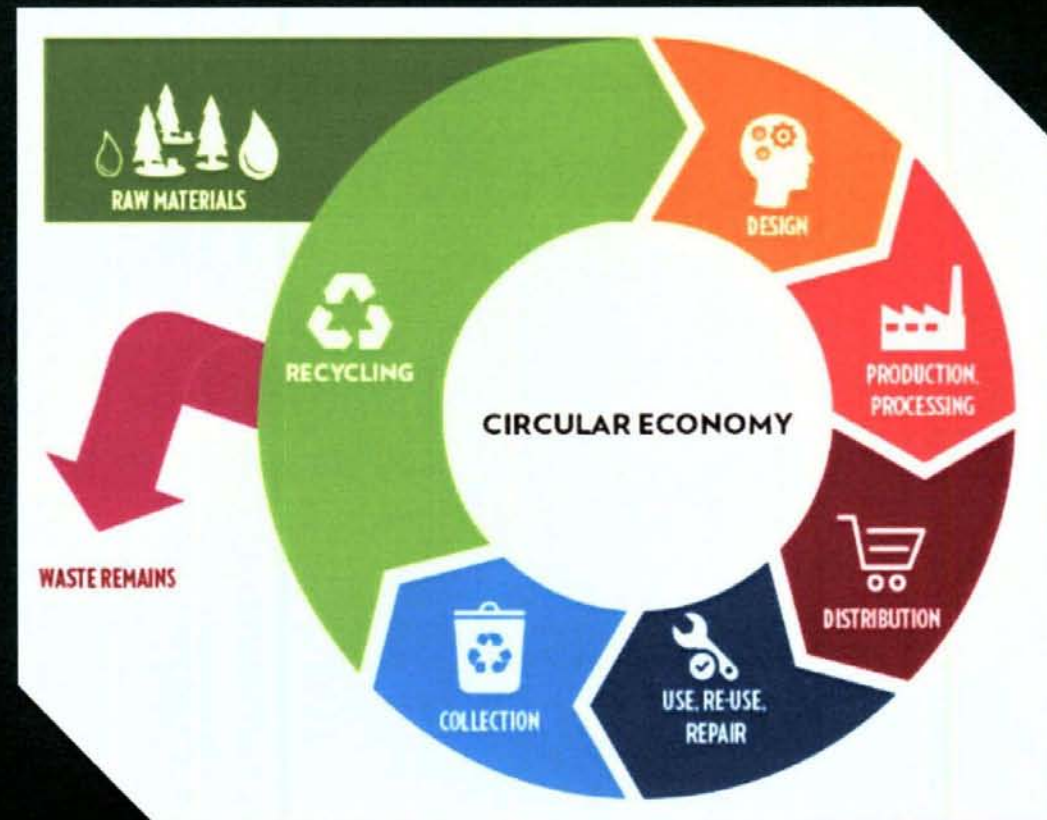 RAW MATERIALS
DESIGN
RECYCLING
PRODUCTION,
PROCESSING
CIRCULAR ECONOMY
WASTE REMAINS
DISTRIBUTION
USE, RE-USE,
REPAIR
COLLECTION